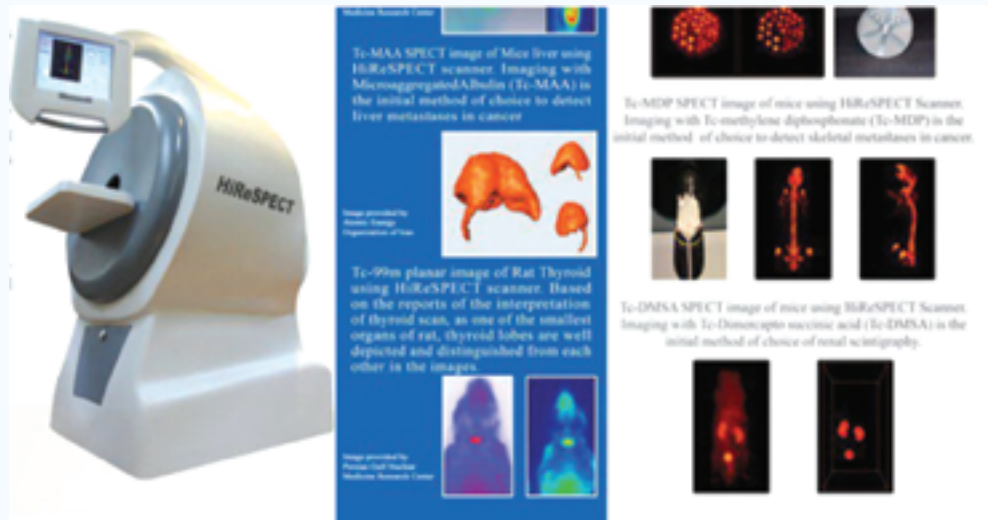 HiReSPECT
Medicine Research Center
Tc-MAA SPECT image of Mice liver using
HiReSPECT scanner. Imaging with
MicroaggregatedAlbulin (Tc-MAA) is
the initial method of choice to detect
liver metastases in cancer
Image provided by
Atomic Energy
Organization of Iran
Tc-99m planar image of Rat Thyroid
using HiReSPECT scanner. Based
on the reports of the interpretation
of thyroid scan, as one of the smallest
organs of rat, thyroid lobes are well
depicted and distinguished from each
other in the images.
Image provided by
Persian Gulf Nuclear
Medicine Research Center
Tc-MDP SPECT image of mice using HiReSPECT Scanner.
Imaging with Tc-methylene diphosphonate (Tc-MDP) is the
initial method of choice to detect skeletal metastases in cancer.
Tc-DMSA SPECT image of mice using HiReSPECT Scanner.
Imaging with Tc-Dimercapto succinic acid (Tc-DMSA) is the
initial method of choice of renal scintigraphy.